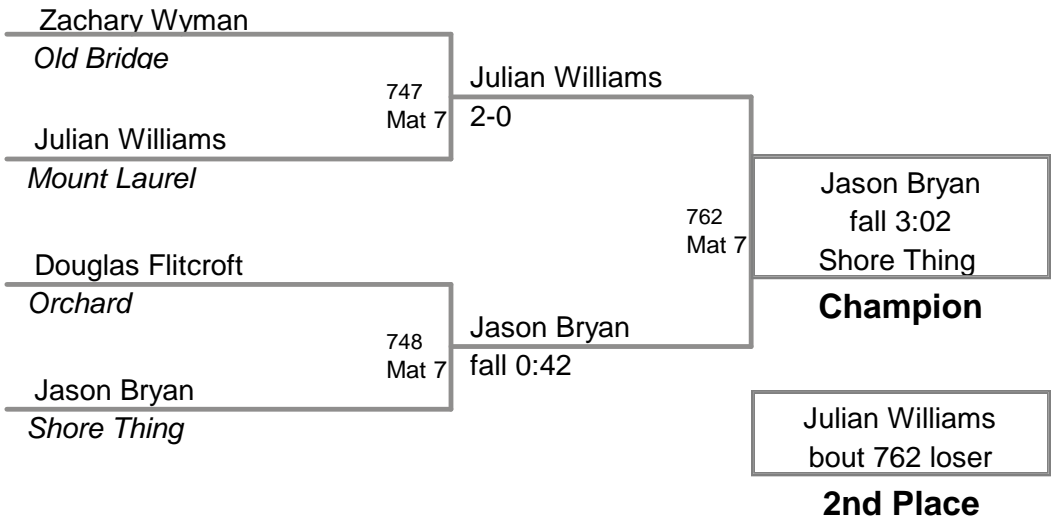 Zachary Wyman
Old Bridge
747
Mat 7
Julian Williams
2-0
Julian Williams
Mount Laurel
762
Mat 7
Jason Bryan
fall 3:02
Shore Thing
Champion
Douglas Flitcroft
Orchard
748
Mat 7
Jason Bryan
fall 0:42
Jason Bryan
Shore Thing
Julian Williams
bout 762 loser
2nd Place